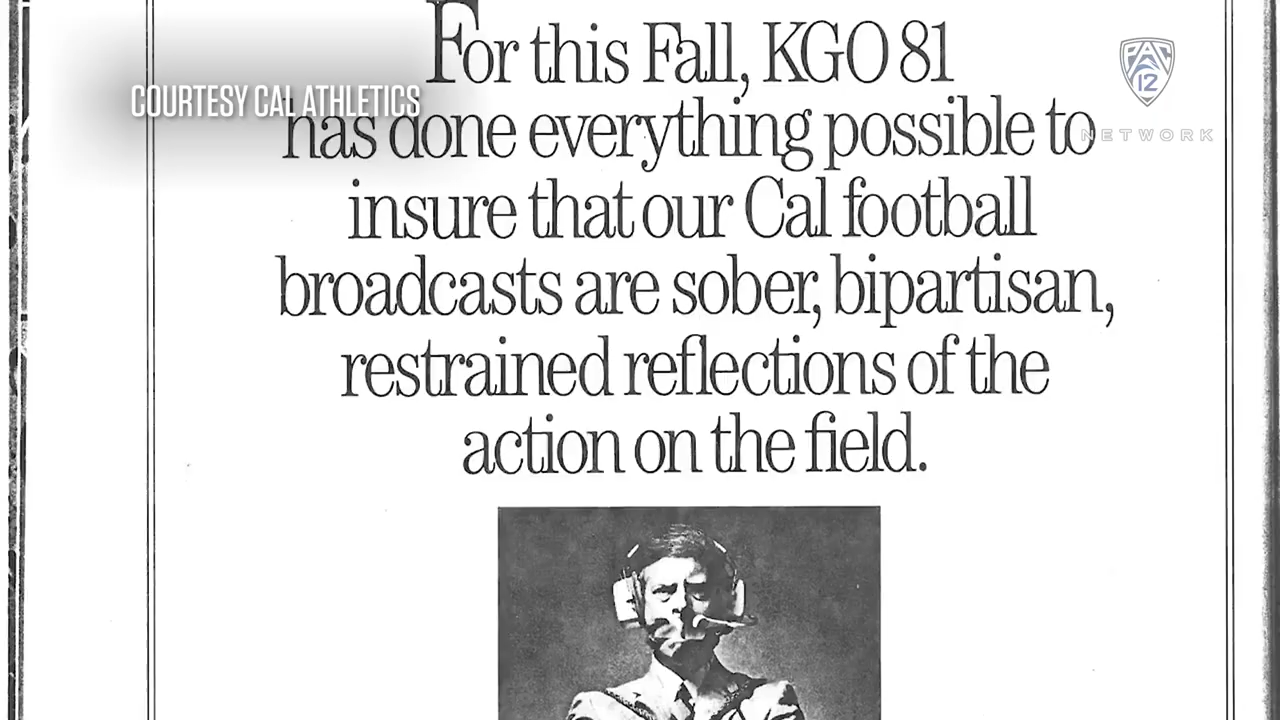 For this Fall, KGO 81
COURTESY CAL ATHLETICS
has done everything possible to
insure that our Cal football
broadcasts are sober, bipartisan,
restrained reflections of the
action on the field.
PAC
12
NETWORK